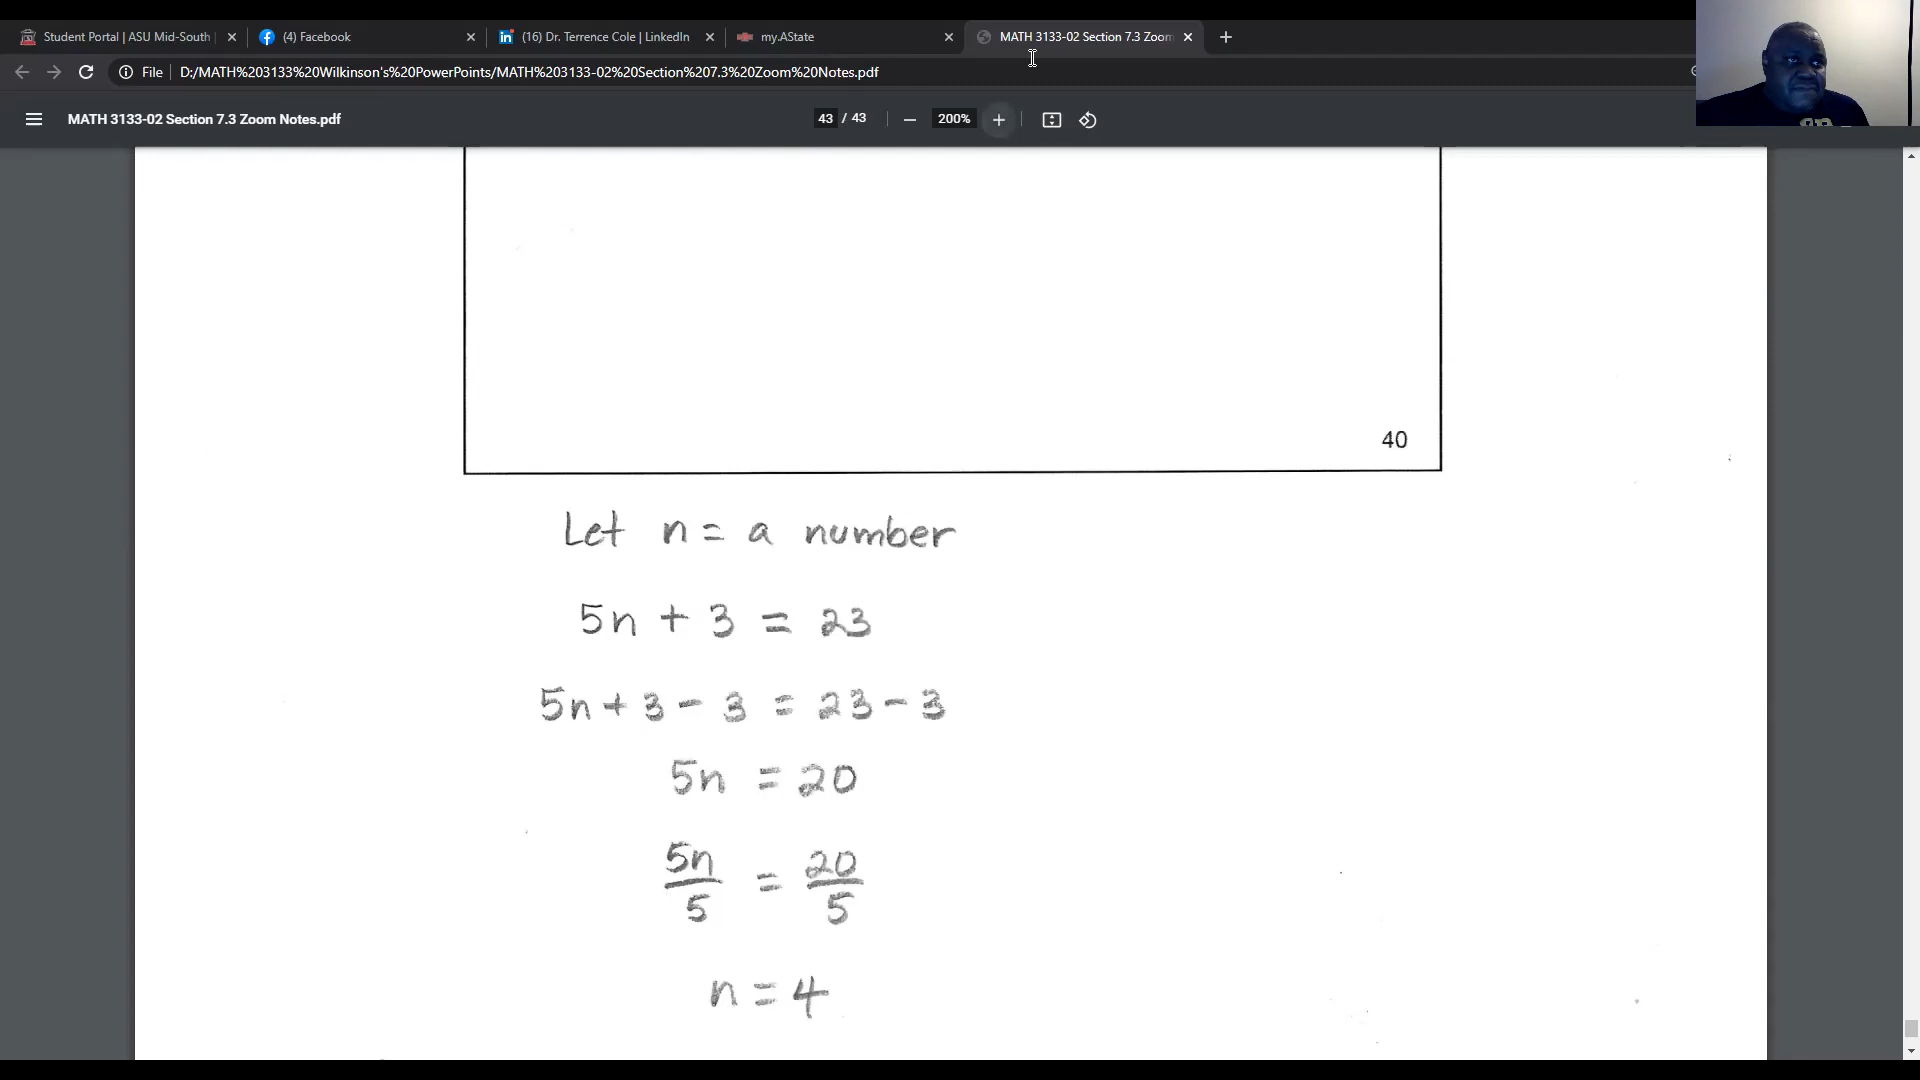 Student Portal | ASU Mid-South
(4) Facebook
(16) Dr. Terrence Cole | LinkedIn
my.AState
MATH 3133-02 Section 7.3 Zoom
File
D:/MATH%203133%20Wilkinson's%20PowerPoints/MATH%203133-02%20Section%207.3%20Zoom%20Notes.pdf
MATH 3133-02 Section 7.3 Zoom Notes.pdf
43 / 43
200%
40
Let n = a number
5n + 3 = 23
5n + 3 - 3 = 23 - 3
5n = 20
5n/5 = 20/5
n = 4